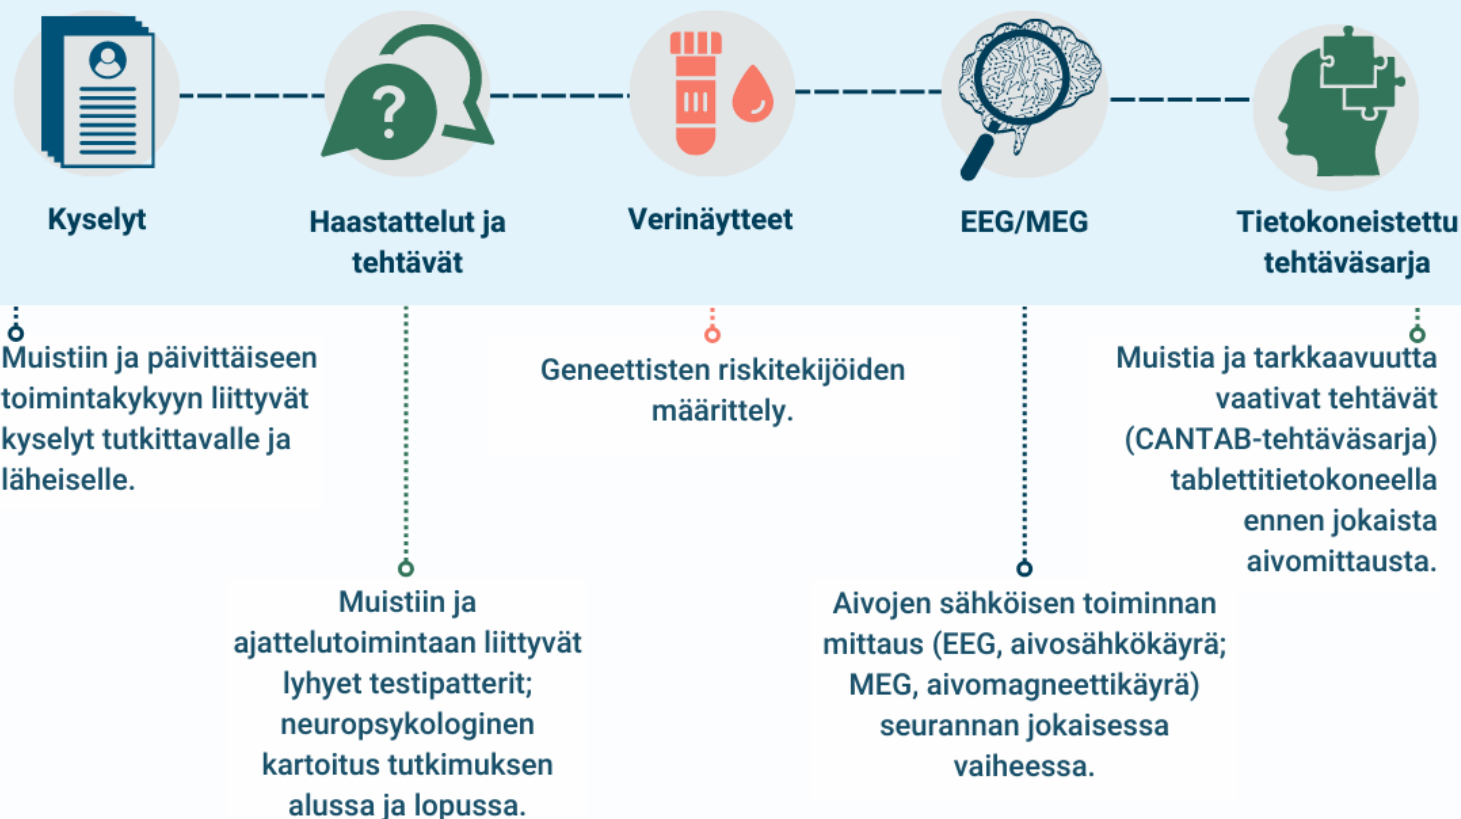 Kyselyt
Haastattelut ja
tehtävät
Verinäytteet
EEG/MEG
Tietokoneistettu
tehtäväsarja
Muistiin ja päivittäiseen
toimintakykyyn liittyvät
kyselyt tutkittavalle ja
läheiselle.
Muistiin ja
ajattelutoimintaan liittyvät
lyhyet testipatterit;
neuropsykologinen
kartoitus tutkimuksen
alussa ja lopussa.
Geneettisten riskitekijöiden
määrittely.
Aivojen sähköisen toiminnan
mittaus (EEG, aivosähkökäyrä;
MEG, aivomagneettikäyrä)
seurannan jokaisessa
vaiheessa.
Muistia ja tarkkaavuutta
vaativat tehtävät
(CANTAB-tehtäväsarja)
tablettitietokoneella
ennen jokaista
aivomittausta.